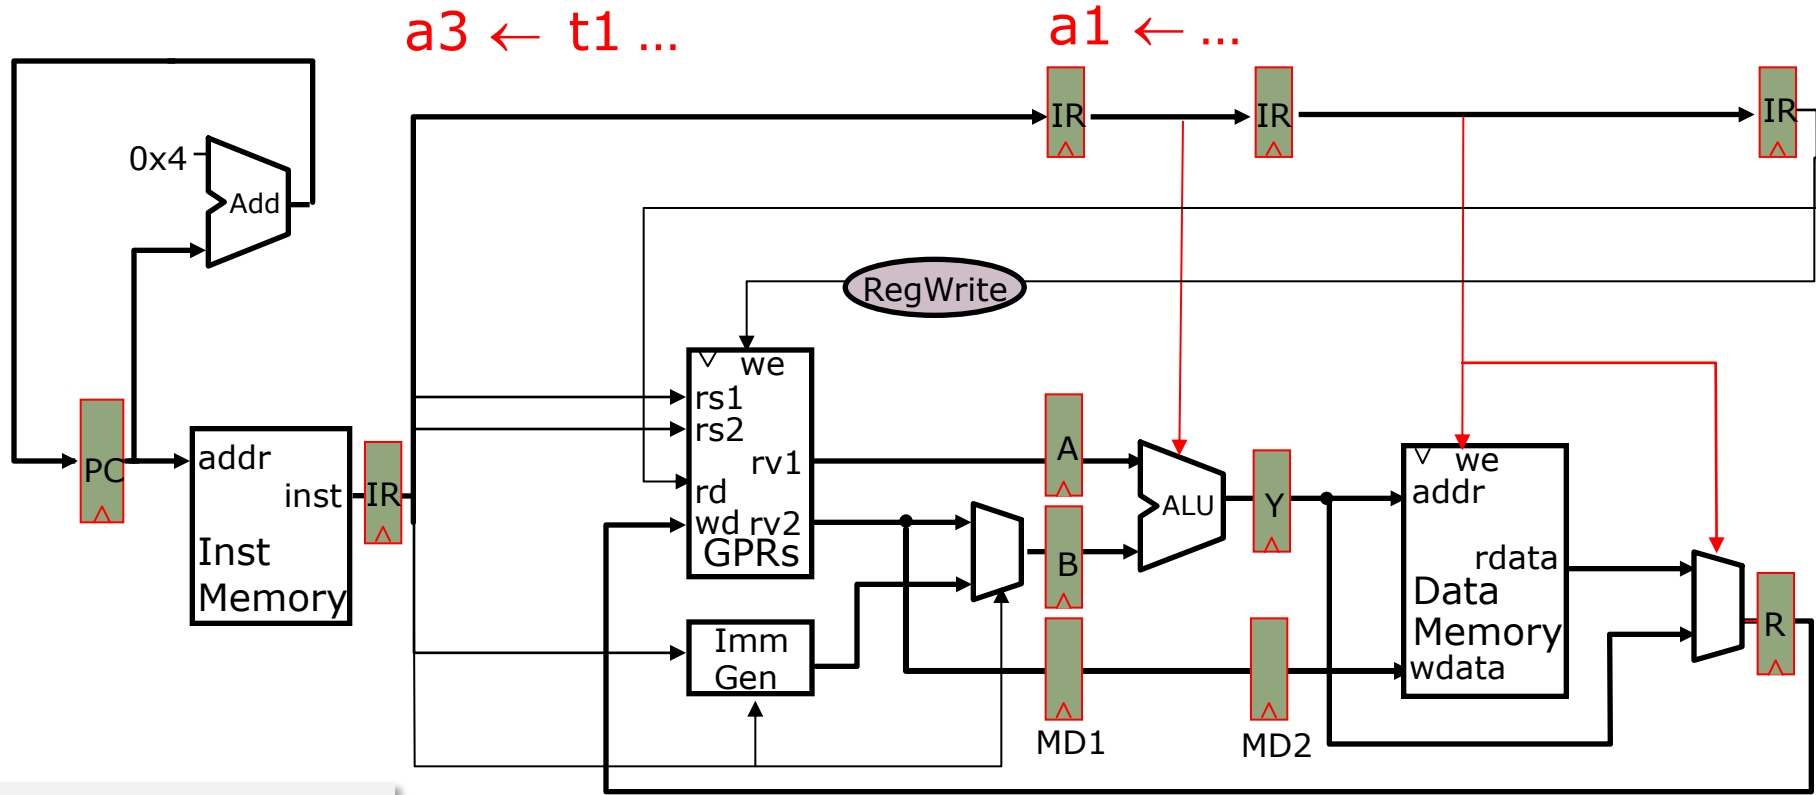 a3 ← t1 ...
a1 ← ...
IR
IR
IR
0x4
Add
RegWrite
we
rs1
rs2
rv1
rd
wd rv2
GPRs
PC
addr
inst
Inst
Memory
IR
A
B
ALU
Y
we
addr
rdata
Data
Memory
wdata
R
Imm
Gen
MD1
MD2